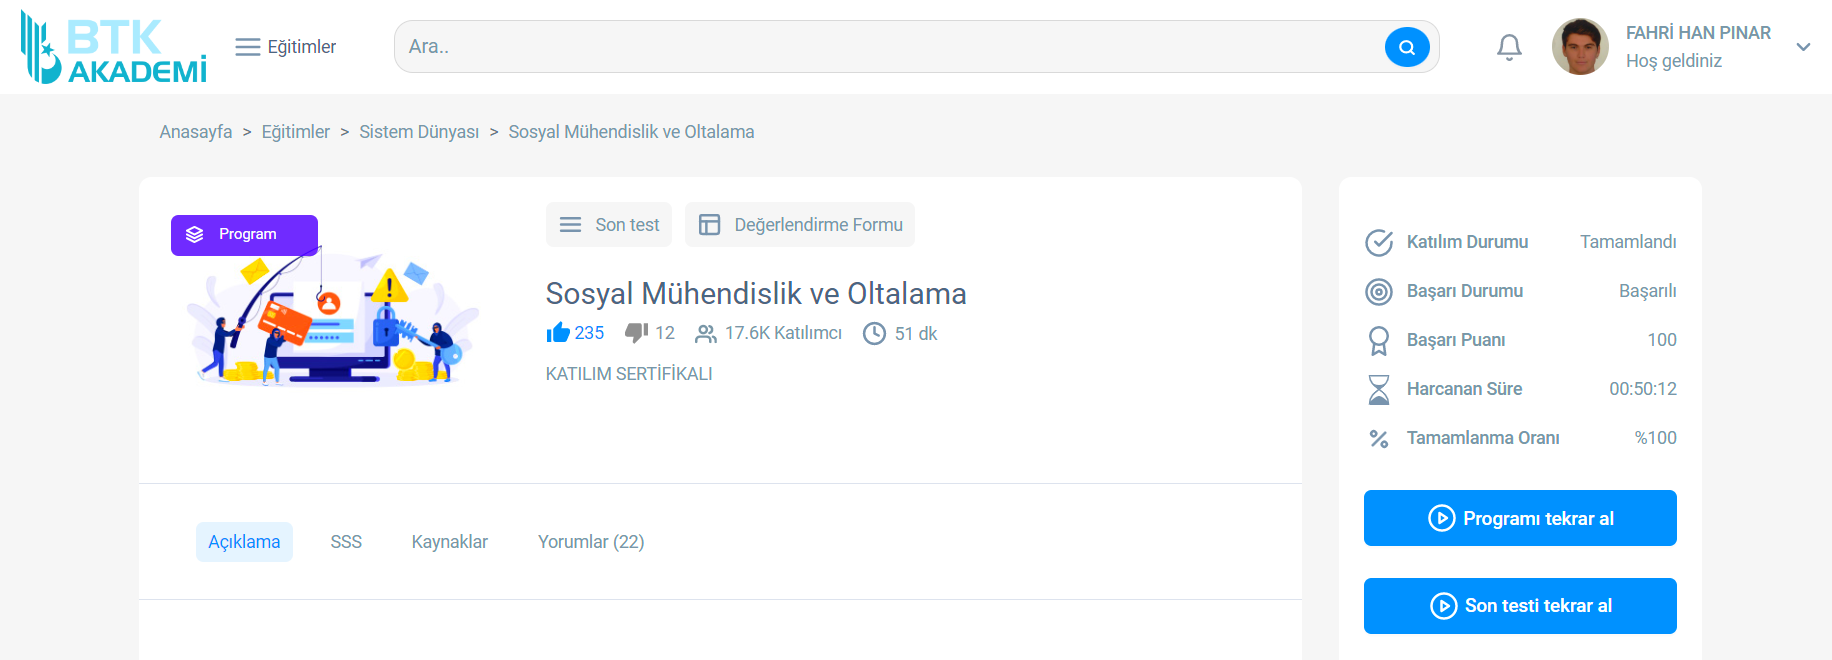 BTK
AKADEMİ
Eğitimler
Ara..
FAHRİ HAN PINAR
Hoş geldiniz
Anasayfa > Eğitimler > Sistem Dünyası > Sosyal Mühendislik ve Oltalama
Program
Son test
Değerlendirme Formu
Sosyal Mühendislik ve Oltalama
235 12 17.6K Katılımcı 51 dk
KATILIM SERTİFİKALI
Açıklama SSS Kaynaklar Yorumlar (22)
Katılım Durumu Tamamlandı
Başarı Durumu Başarılı
Başarı Puanı 100
Harcanan Süre 00:50:12
Tamamlanma Oranı %100
Programı tekrar al
Son testi tekrar al